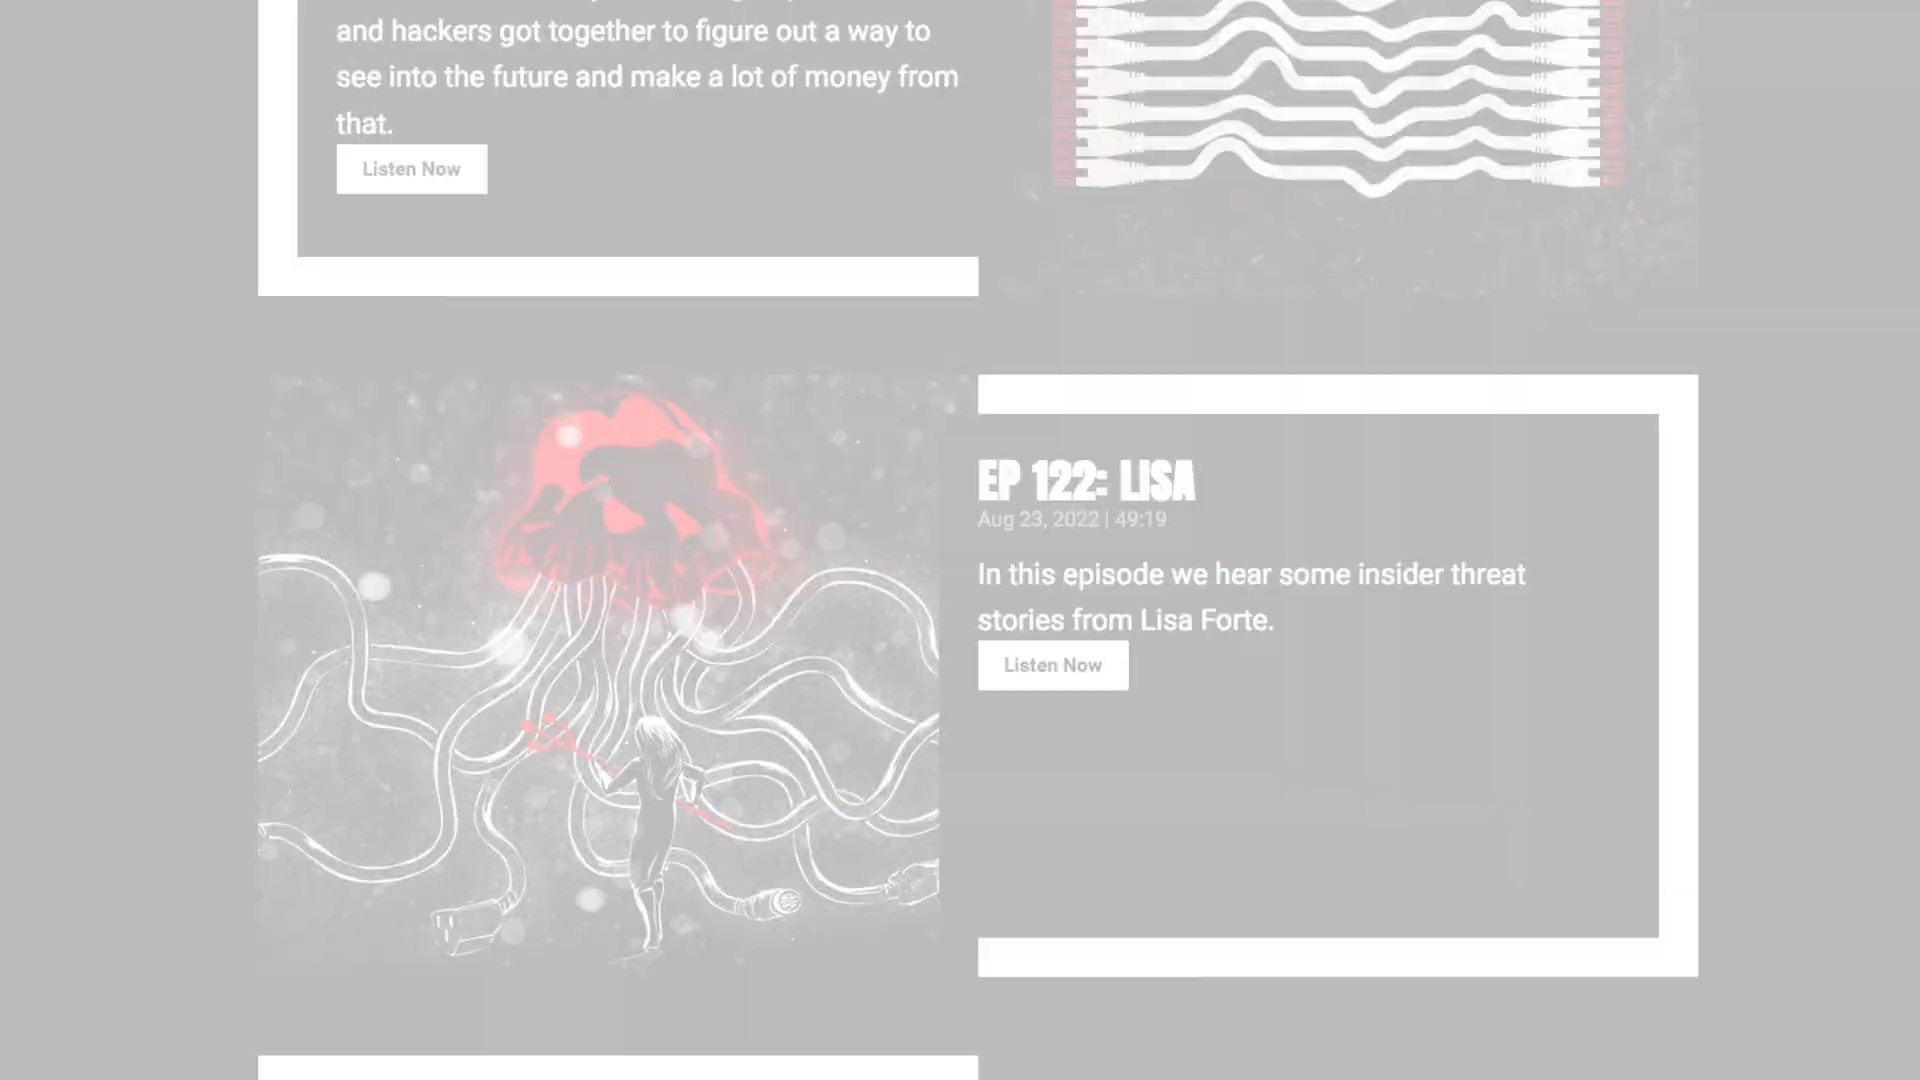 and hackers got together to figure out a way to
see into the future and make a lot of money from
that.
Listen Now
EP 122: LISA
Aug 23, 2022 | 49:19
In this episode we hear some insider threat
stories from Lisa Forte.
Listen Now